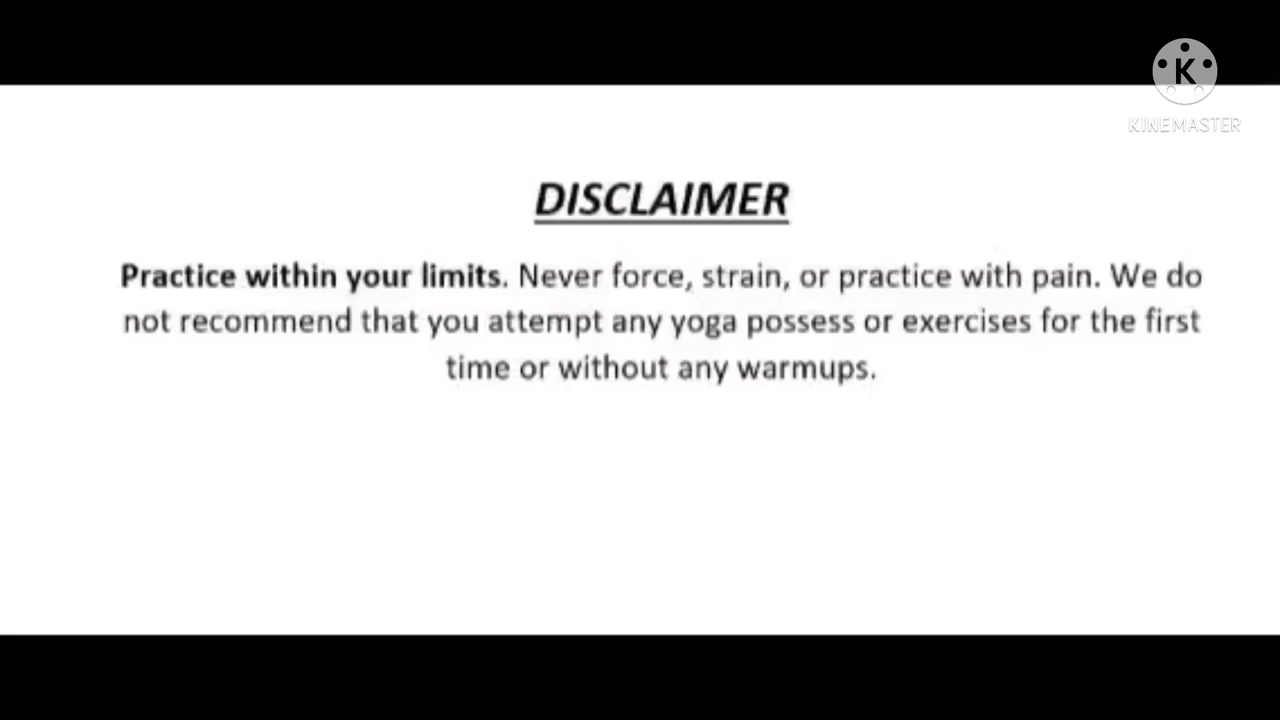 K
KINEMASTER
DISCLAIMER
Practice within your limits. Never force, strain, or practice with pain. We do
not recommend that you attempt any yoga possess or exercises for the first
time or without any warmups.